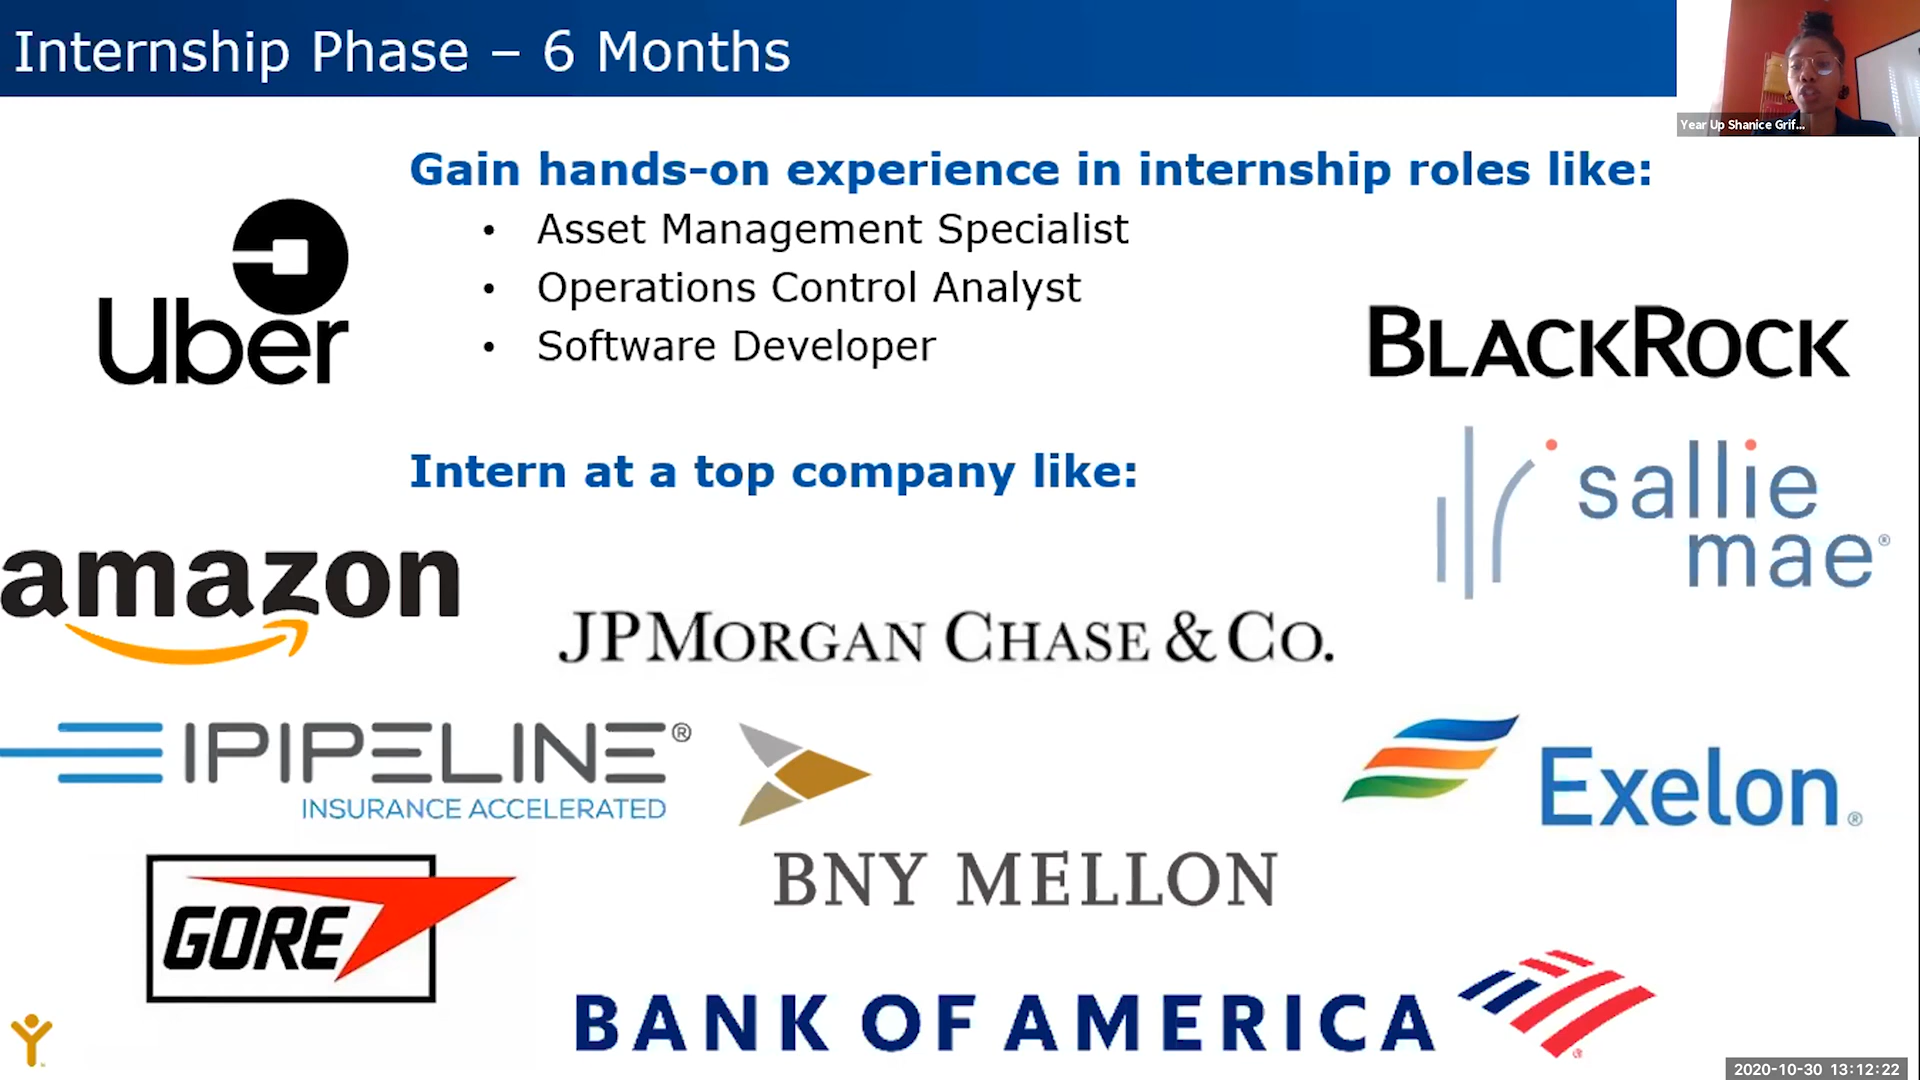 Internship Phase – 6 Months
Year Up Shanice Grif...
Gain hands-on experience in internship roles like:
• Asset Management Specialist
• Operations Control Analyst
• Software Developer
Uber
BLACKROCK
Intern at a top company like:
sallie
mae®
amazon
JPMORGAN CHASE & CO.
IPIPELINE®
INSURANCE ACCELERATED
Exelon®
BNY MELLON
GORE
BANK OF AMERICA
2020-10-30 13:12:22